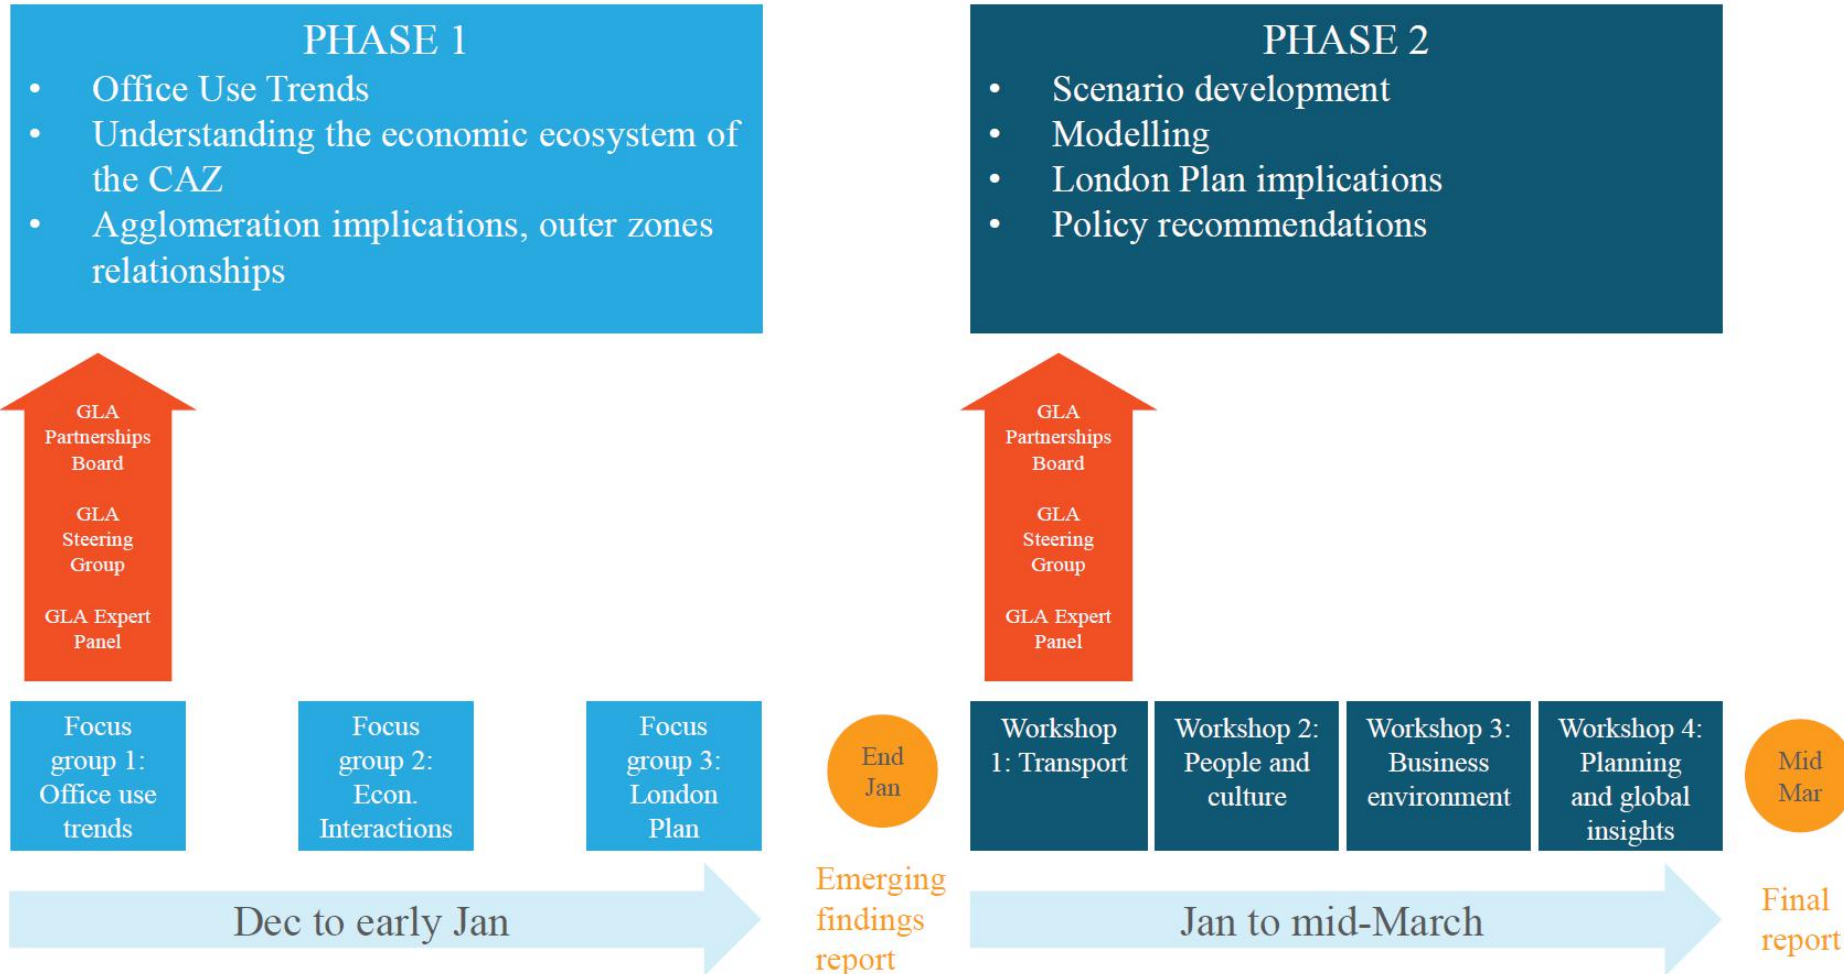 PHASE 1
• Office Use Trends
• Understanding the economic ecosystem of
the CAZ
• Agglomeration implications, outer zones
relationships
PHASE 2
• Scenario development
• Modelling
• London Plan implications
• Policy recommendations
GLA
Partnerships
Board
GLA
Steering
Group
GLA Expert
Panel
GLA
Partnerships
Board
GLA
Steering
Group
GLA Expert
Panel
Focus
group 1:
Office use
trends
Focus
group 2:
Econ.
Interactions
Focus
group 3:
London
Plan
End
Jan
Workshop
1: Transport
Workshop 2:
People and
culture
Workshop 3:
Business
environment
Workshop 4:
Planning
and global
insights
Mid
Mar
Dec to early Jan
Emerging
findings
report
Jan to mid-March
Final
report